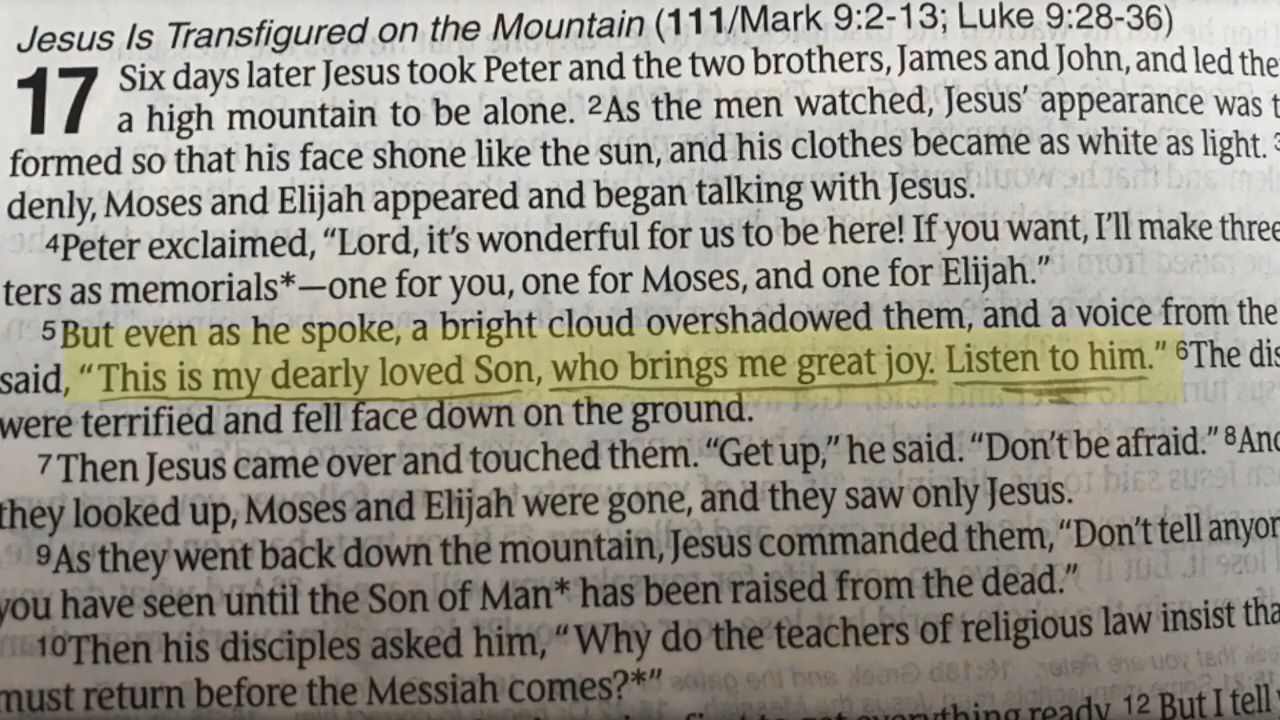 Jesus Is Transfigured on the Mountain (111/Mark 9:2-13; Luke 9:28-36)
17 Six days later Jesus took Peter and the two brothers, James and John, and led the
a high mountain to be alone. 2As the men watched, Jesus’ appearance was t
formed so that his face shone like the sun, and his clothes became as white as light. 3
denly, Moses and Elijah appeared and began talking with Jesus.
4Peter exclaimed, “Lord, it’s wonderful for us to be here! If you want, I’ll make three
ters as memorials*—one for you, one for Moses, and one for Elijah.”
5But even as he spoke, a bright cloud overshadowed them, and a voice from the
said, “This is my dearly loved Son, who brings me great joy. Listen to him.” 6The dis
were terrified and fell face down on the ground.
7Then Jesus came over and touched them. “Get up,” he said. “Don’t be afraid.” 8And
they looked up, Moses and Elijah were gone, and they saw only Jesus.
9As they went back down the mountain, Jesus commanded them, “Don’t tell anyon
you have seen until the Son of Man* has been raised from the dead.”
10Then his disciples asked him, “Why do the teachers of religious law insist tha
must return before the Messiah comes?*”
everything ready. 12But I tell